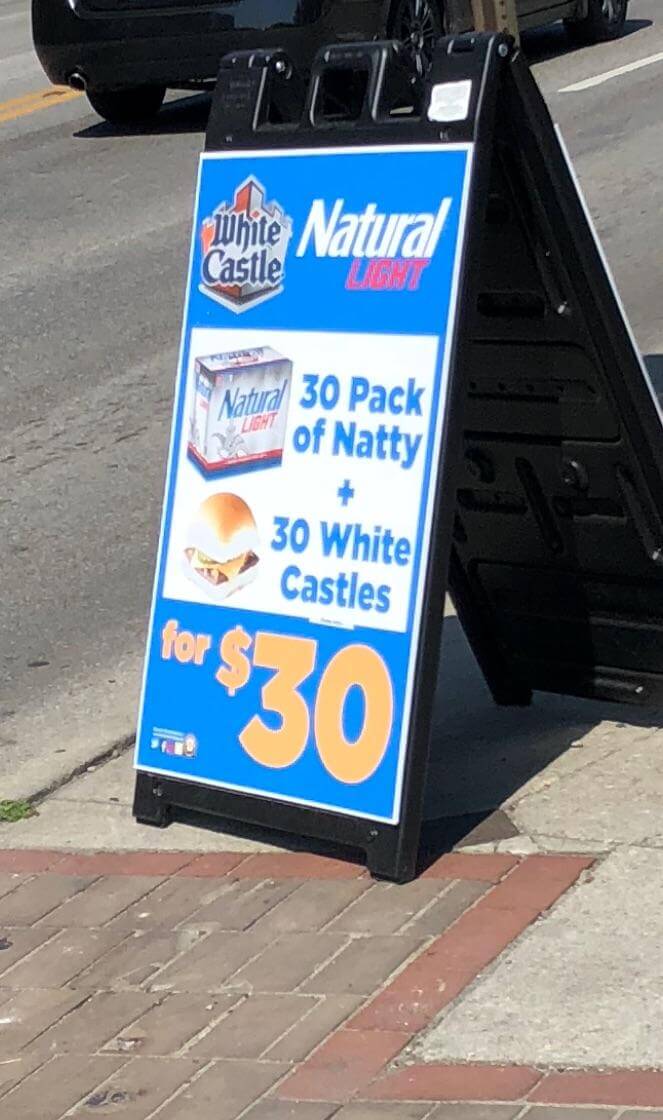 White
Castle
Natural
LIGHT
Natural
LIGHT
30 Pack
of Natty
+
30 White
Castles
for $30